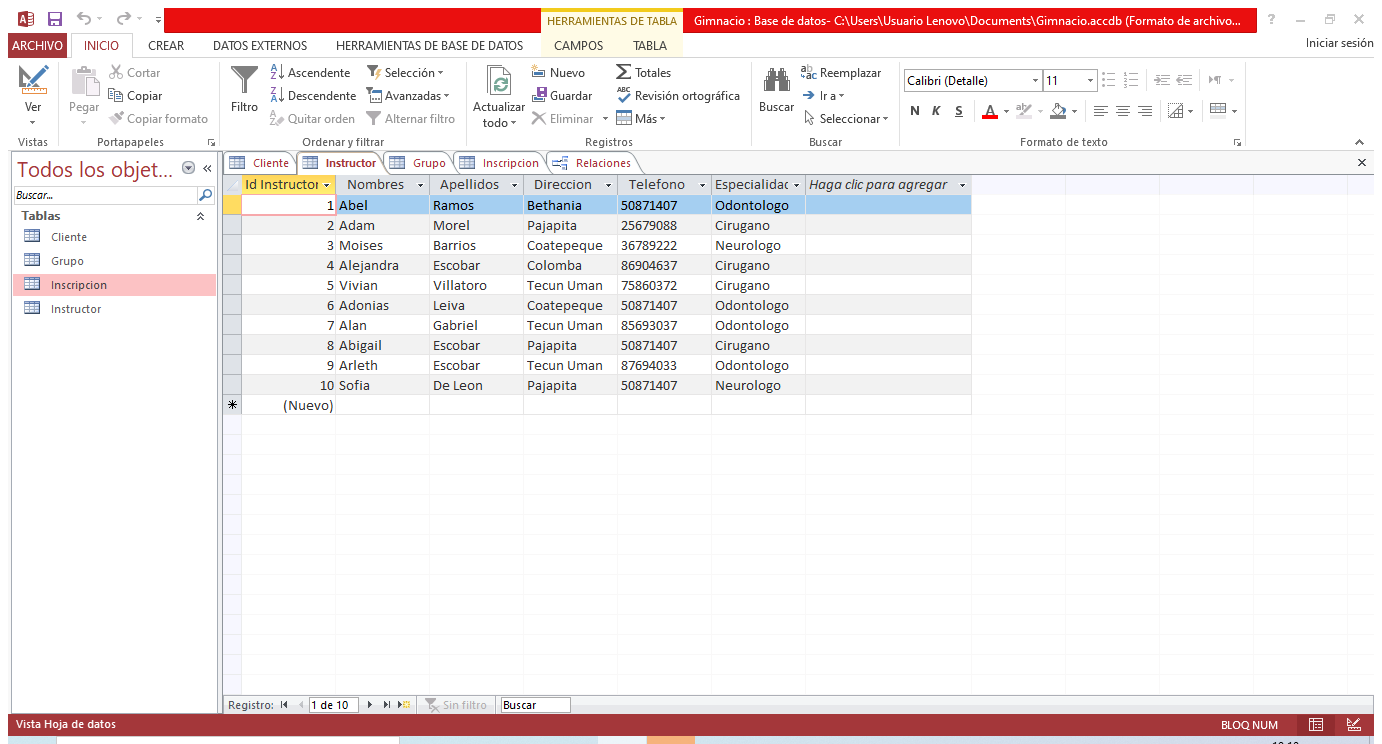 HERRAMIENTAS DE TABLA
Gimnacio : Base de datos- C:\Users\Usuario Lenovo\Documents\Gimnacio.accdb (Formato de archivo...
?
ARCHIVO INICIO CREAR DATOS EXTERNOS HERRAMIENTAS DE BASE DE DATOS CAMPOS TABLA Iniciar sesión
Ver
Vistas
Pegar
Cortar
Copiar
Copiar formato
Portapapeles
Filtro
Ascendente
Descendente
Quitar orden
Selección
Avanzadas
Alternar filtro
Ordenar y filtrar
Actualizar
todo
Nuevo
Guardar
Eliminar
Totales
Revisión ortográfica
Más
Registros
Buscar
Reemplazar
Ir a
Seleccionar
Buscar
Calibri (Detalle) 11
N K S A
Formato de texto
Todos los objet...
Buscar...
Tablas
Cliente
Grupo
Inscripcion
Instructor
Cliente Instructor Grupo Inscripcion Relaciones
Id Instructor Nombres Apellidos Direccion Telefono Especialidad Haga clic para agregar
1 Abel Ramos Bethania 50871407 Odontologo
2 Adam Morel Pajapita 25679088 Cirugano
3 Moises Barrios Coatepeque 36789222 Neurologo
4 Alejandra Escobar Colomba 86904637 Cirugano
5 Vivian Villatoro Tecun Uman 75860372 Cirugano
6 Adonias Leiva Coatepeque 50871407 Odontologo
7 Alan Gabriel Tecun Uman 85693037 Odontologo
8 Abigail Escobar Pajapita 50871407 Cirugano
9 Arleth Escobar Tecun Uman 87694033 Odontologo
10 Sofia De Leon Pajapita 50871407 Neurologo
(Nuevo)
Registro: 1 de 10 Sin filtro Buscar
Vista Hoja de datos BLOQ NUM